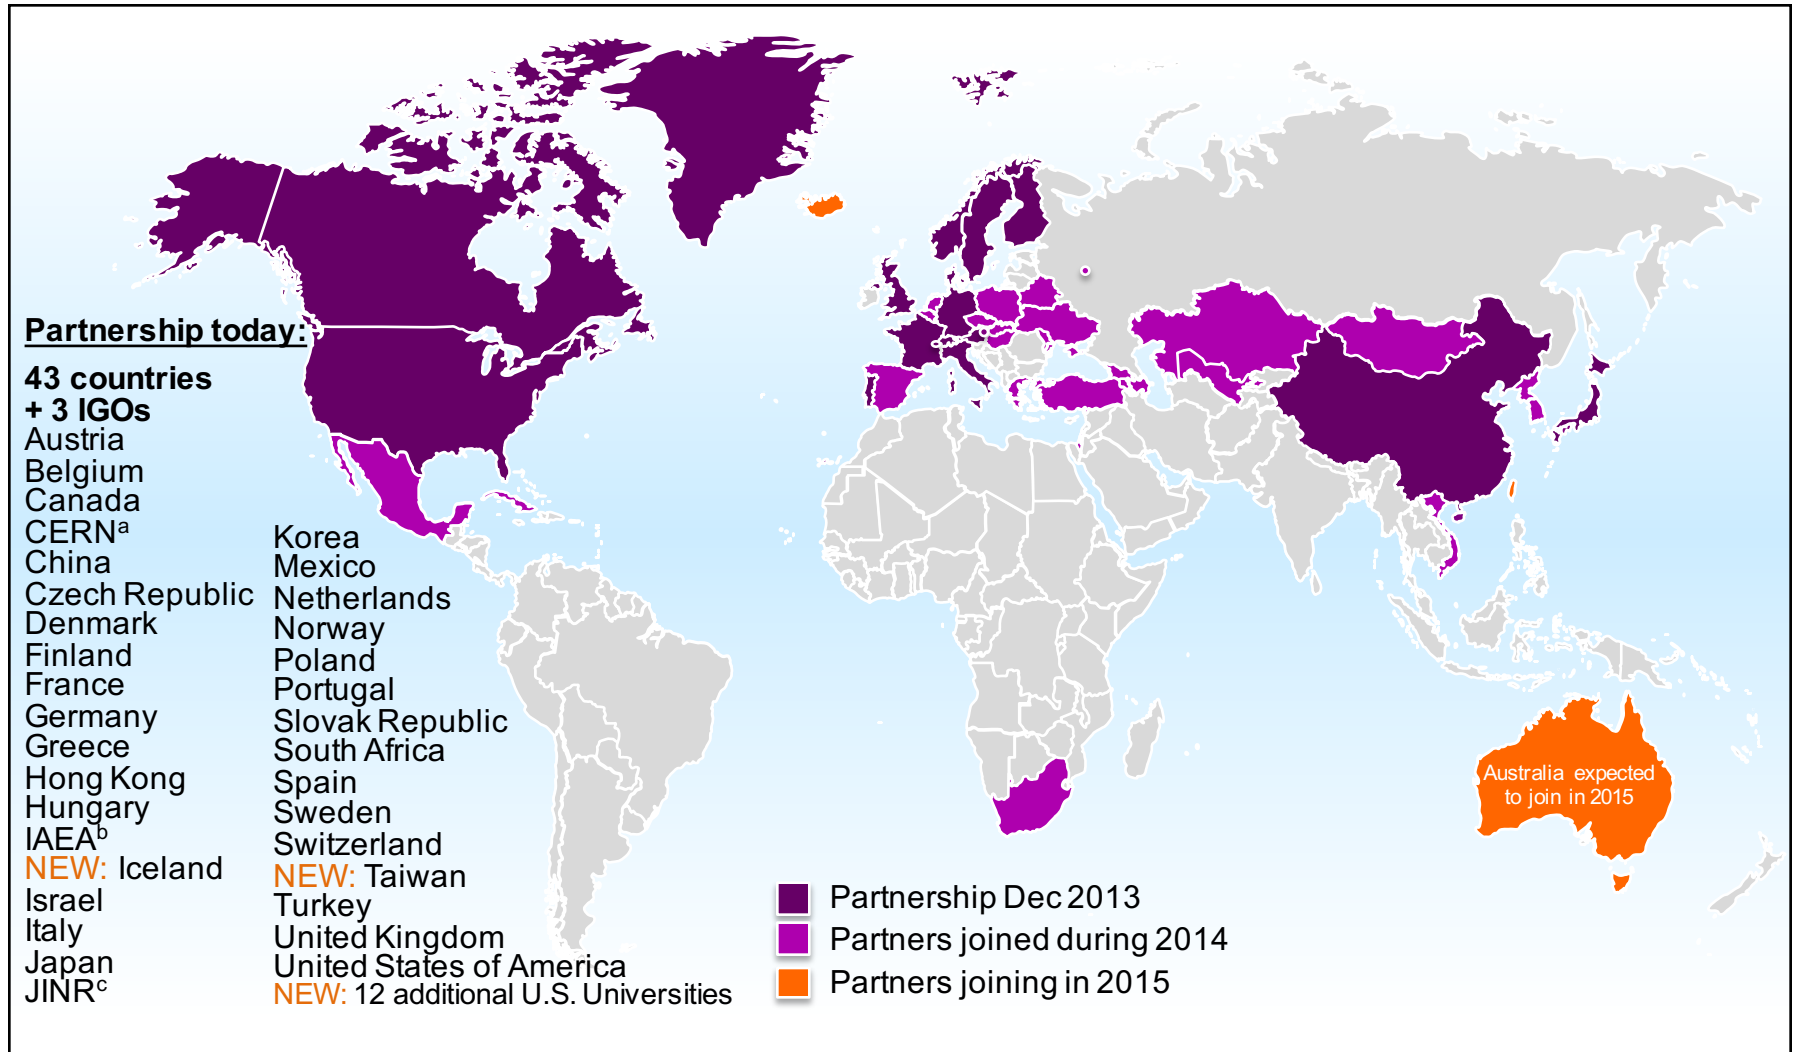 Partnership today:
43 countries
+ 3 IGOs
Austria
Belgium
Canada
CERNᵃ
China
Czech Republic
Denmark
Finland
France
Germany
Greece
Hong Kong
Hungary
IAEAᵇ
NEW: Iceland
Israel
Italy
Japan
JINRᶜ
Korea
Mexico
Netherlands
Norway
Poland
Portugal
Slovak Republic
South Africa
Spain
Sweden
Switzerland
NEW: Taiwan
Turkey
United Kingdom
United States of America
NEW: 12 additional U.S. Universities
Partnership Dec 2013
Partners joined during 2014
Partners joining in 2015
Australia expected
to join in 2015